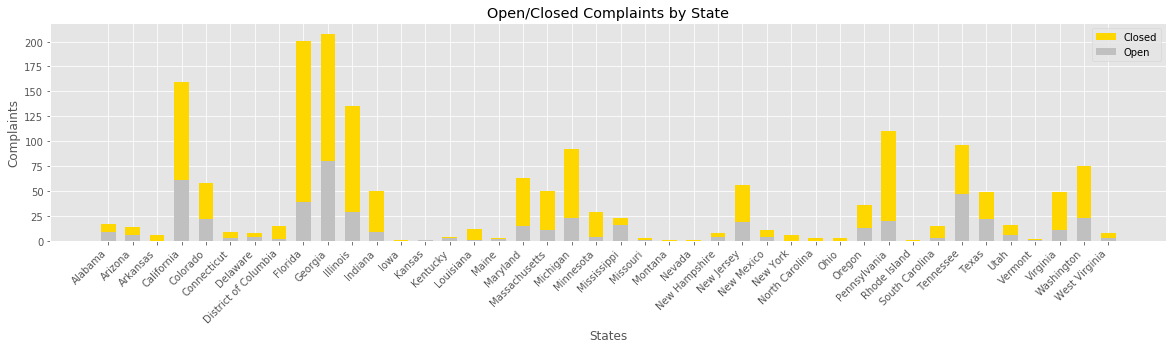 Open/Closed Complaints by State
Closed
Open
Complaints
200
175
150
125
100
75
50
25
0
Alabama
Arizona
Arkansas
California
Colorado
Connecticut
Delaware
District of Columbia
Florida
Georgia
Illinois
Indiana
Iowa
Kansas
Kentucky
Louisiana
Maine
Maryland
Massachusetts
Michigan
Minnesota
Mississippi
Missouri
Montana
Nevada
New Hampshire
New Jersey
New Mexico
New York
North Carolina
Ohio
Oregon
Pennsylvania
Rhode Island
South Carolina
Tennessee
Texas
Utah
Vermont
Virginia
Washington
West Virginia
States